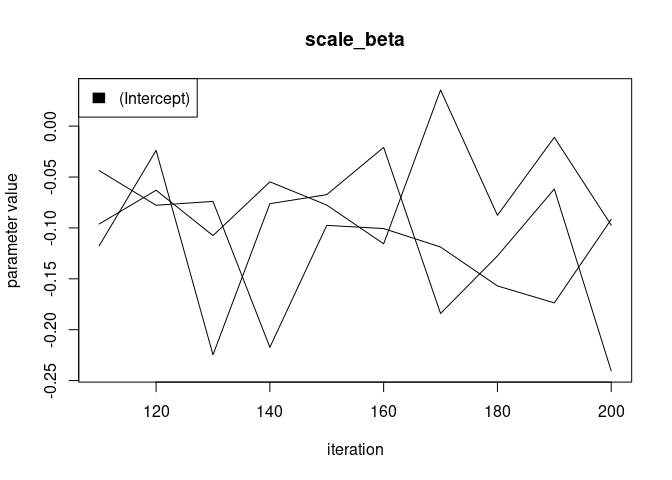 scale_beta
(Intercept)
0.00
-0.05
-0.10
-0.15
-0.20
-0.25
parameter value
120 140 160 180 200
iteration